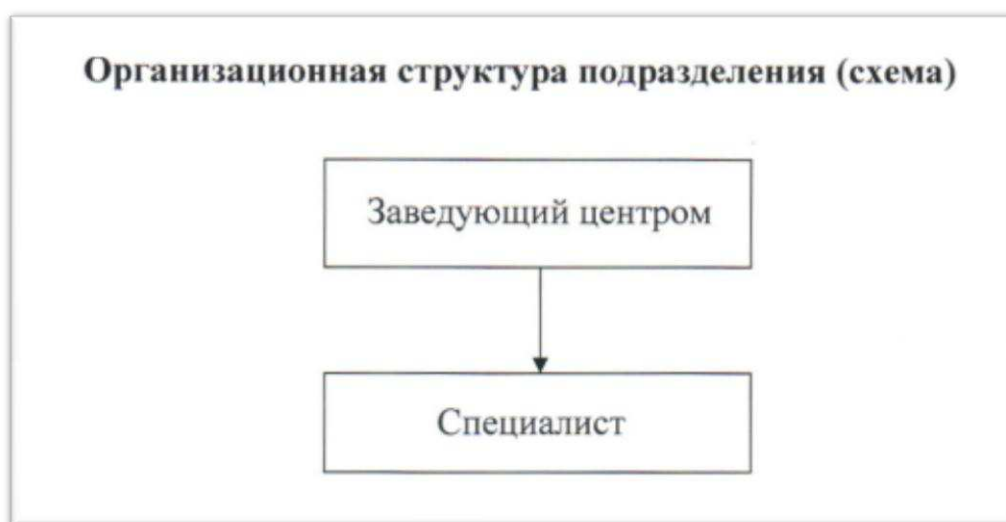 Организационная структура подразделения (схема)
Заведующий центром
Специалист